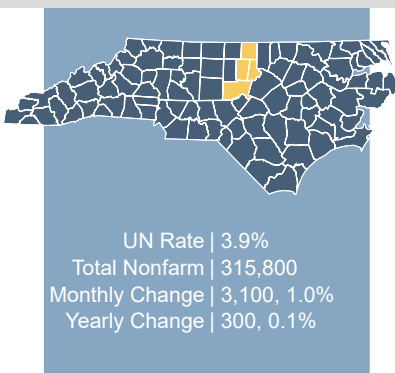 UN Rate | 3.9%
Total Nonfarm | 315,800
Monthly Change | 3,100, 1.0%
Yearly Change | 300, 0.1%